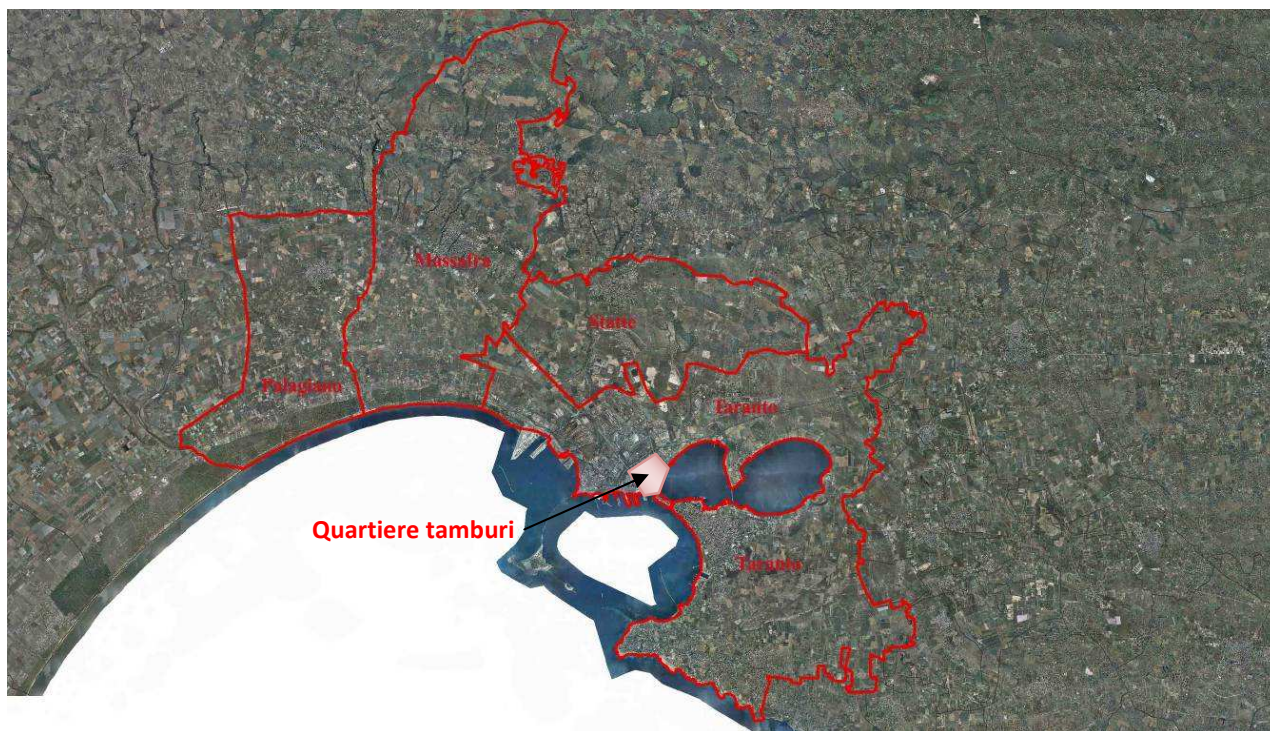 Massafra
Statte
Palagiano
Taranto
Quartiere tamburi
Taranto